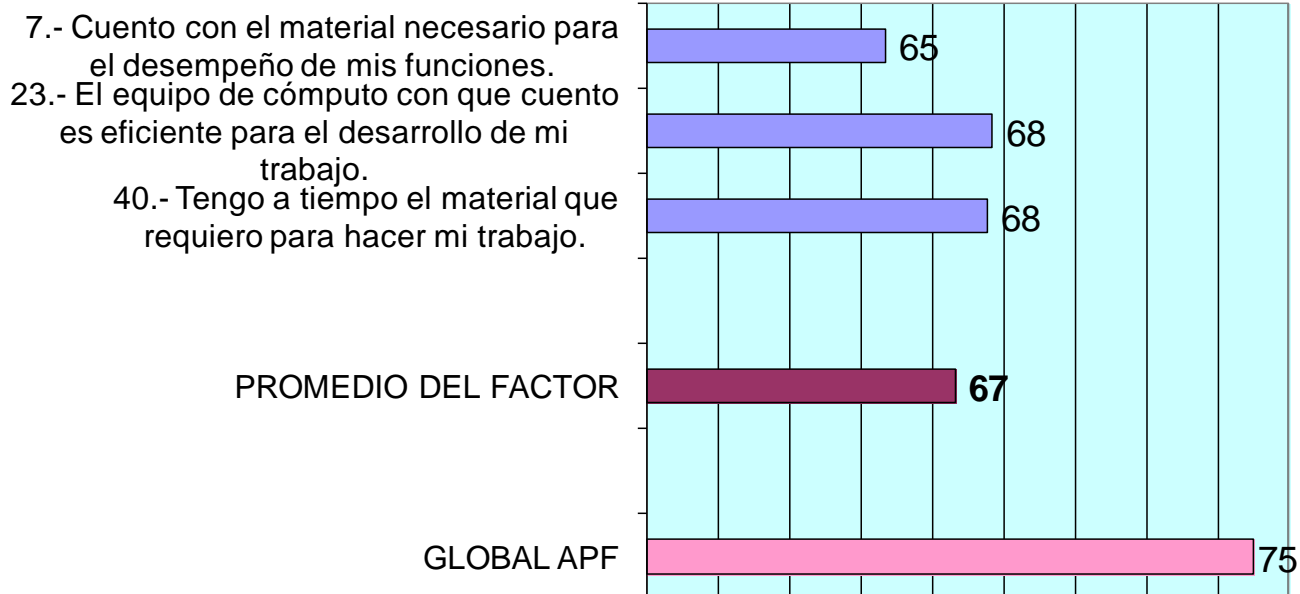 7.- Cuento con el material necesario para
el desempeño de mis funciones.
65
23.- El equipo de cómputo con que cuento
es eficiente para el desarrollo de mi
trabajo.
68
40.- Tengo a tiempo el material que
requiero para hacer mi trabajo.
68
PROMEDIO DEL FACTOR
67
GLOBAL APF
75